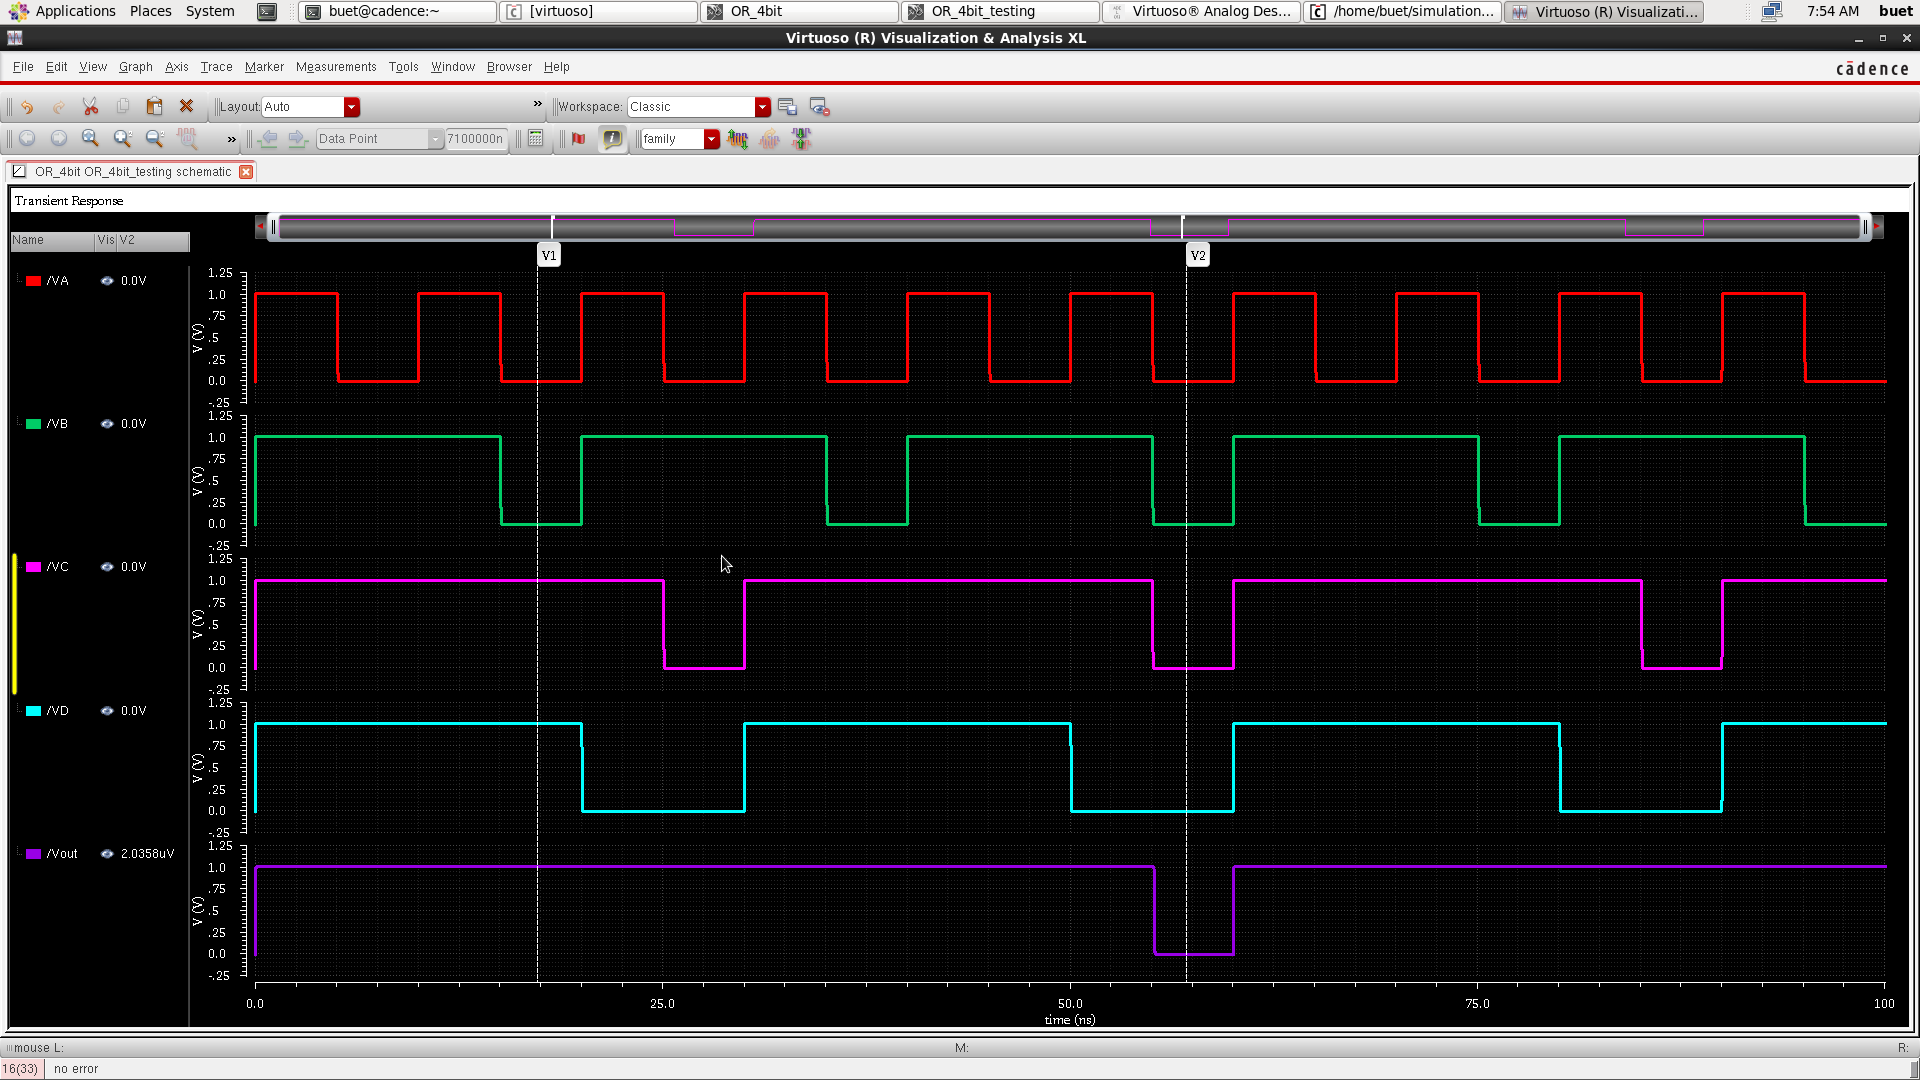 Applications Places System buet@cadence:~ [virtuoso] OR_4bit OR_4bit_testing Virtuoso® Analog Des... /home/buet/simulation... Virtuoso (R) Visualizati... 7:54 AM buet
Virtuoso (R) Visualization & Analysis XL
File Edit View Graph Axis Trace Marker Measurements Tools Window Browser Help
cādence
Layout: Auto » Workspace: Classic
» Data Point 7100000n family
OR_4bit OR_4bit_testing schematic
Transient Response
Name Vis V2
V1 V2
/VA 0.0V
V (V)
1.25
1.0
.75
.5
.25
0.0
-.25
/VB 0.0V
V (V)
1.25
1.0
.75
.5
.25
0.0
-.25
/VC 0.0V
V (V)
1.25
1.0
.75
.5
.25
0.0
-.25
/VD 0.0V
V (V)
1.25
1.0
.75
.5
.25
0.0
-.25
/Vout 2.0358uV
V (V)
1.25
1.0
.75
.5
.25
0.0
-.25
0.0 25.0 50.0 75.0 100
time (ns)
mouse L: M: R:
16(33) no error